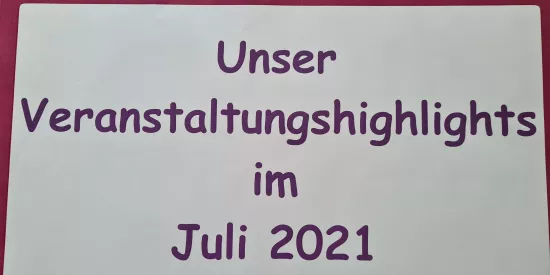 Unser
Veranstaltungshighlights
im
Juli 2021